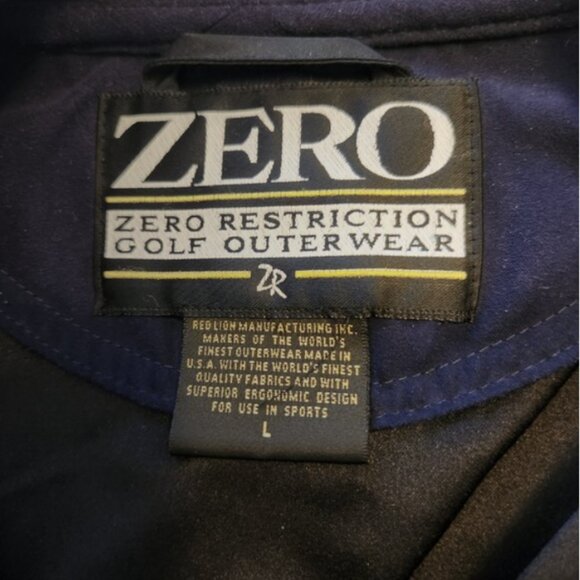 ZERO
ZERO RESTRICTION
GOLF OUTERWEAR
ZR
RED LION MANUFACTURING INC.
MAKERS OF THE WORLD'S
FINEST OUTERWEAR MADE IN
U.S.A. WITH THE WORLD'S FINEST
QUALITY FABRICS AND WITH
SUPERIOR ERGONOMIC DESIGN
FOR USE IN SPORTS
L